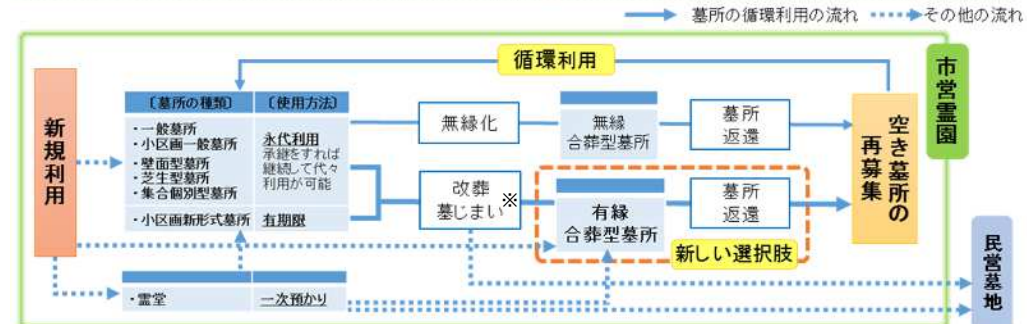 墓所の循環利用の流れ
その他の流れ
循環利用
市営霊園
新規利用
〔墓所の種類〕
〔使用方法〕
・一般墓所
・小区画一般墓所
・壁面型墓所
・芝生型墓所
・集合個別型墓所
永代利用
承継をすれば
継続して代々
利用が可能
・小区画新形式墓所
有期限
無縁化
無縁
合葬型墓所
墓所
返還
改葬
墓じまい※
有縁
合葬型墓所
墓所
返還
新しい選択肢
空き墓所の
再募集
・霊堂
一次預かり
民営墓地